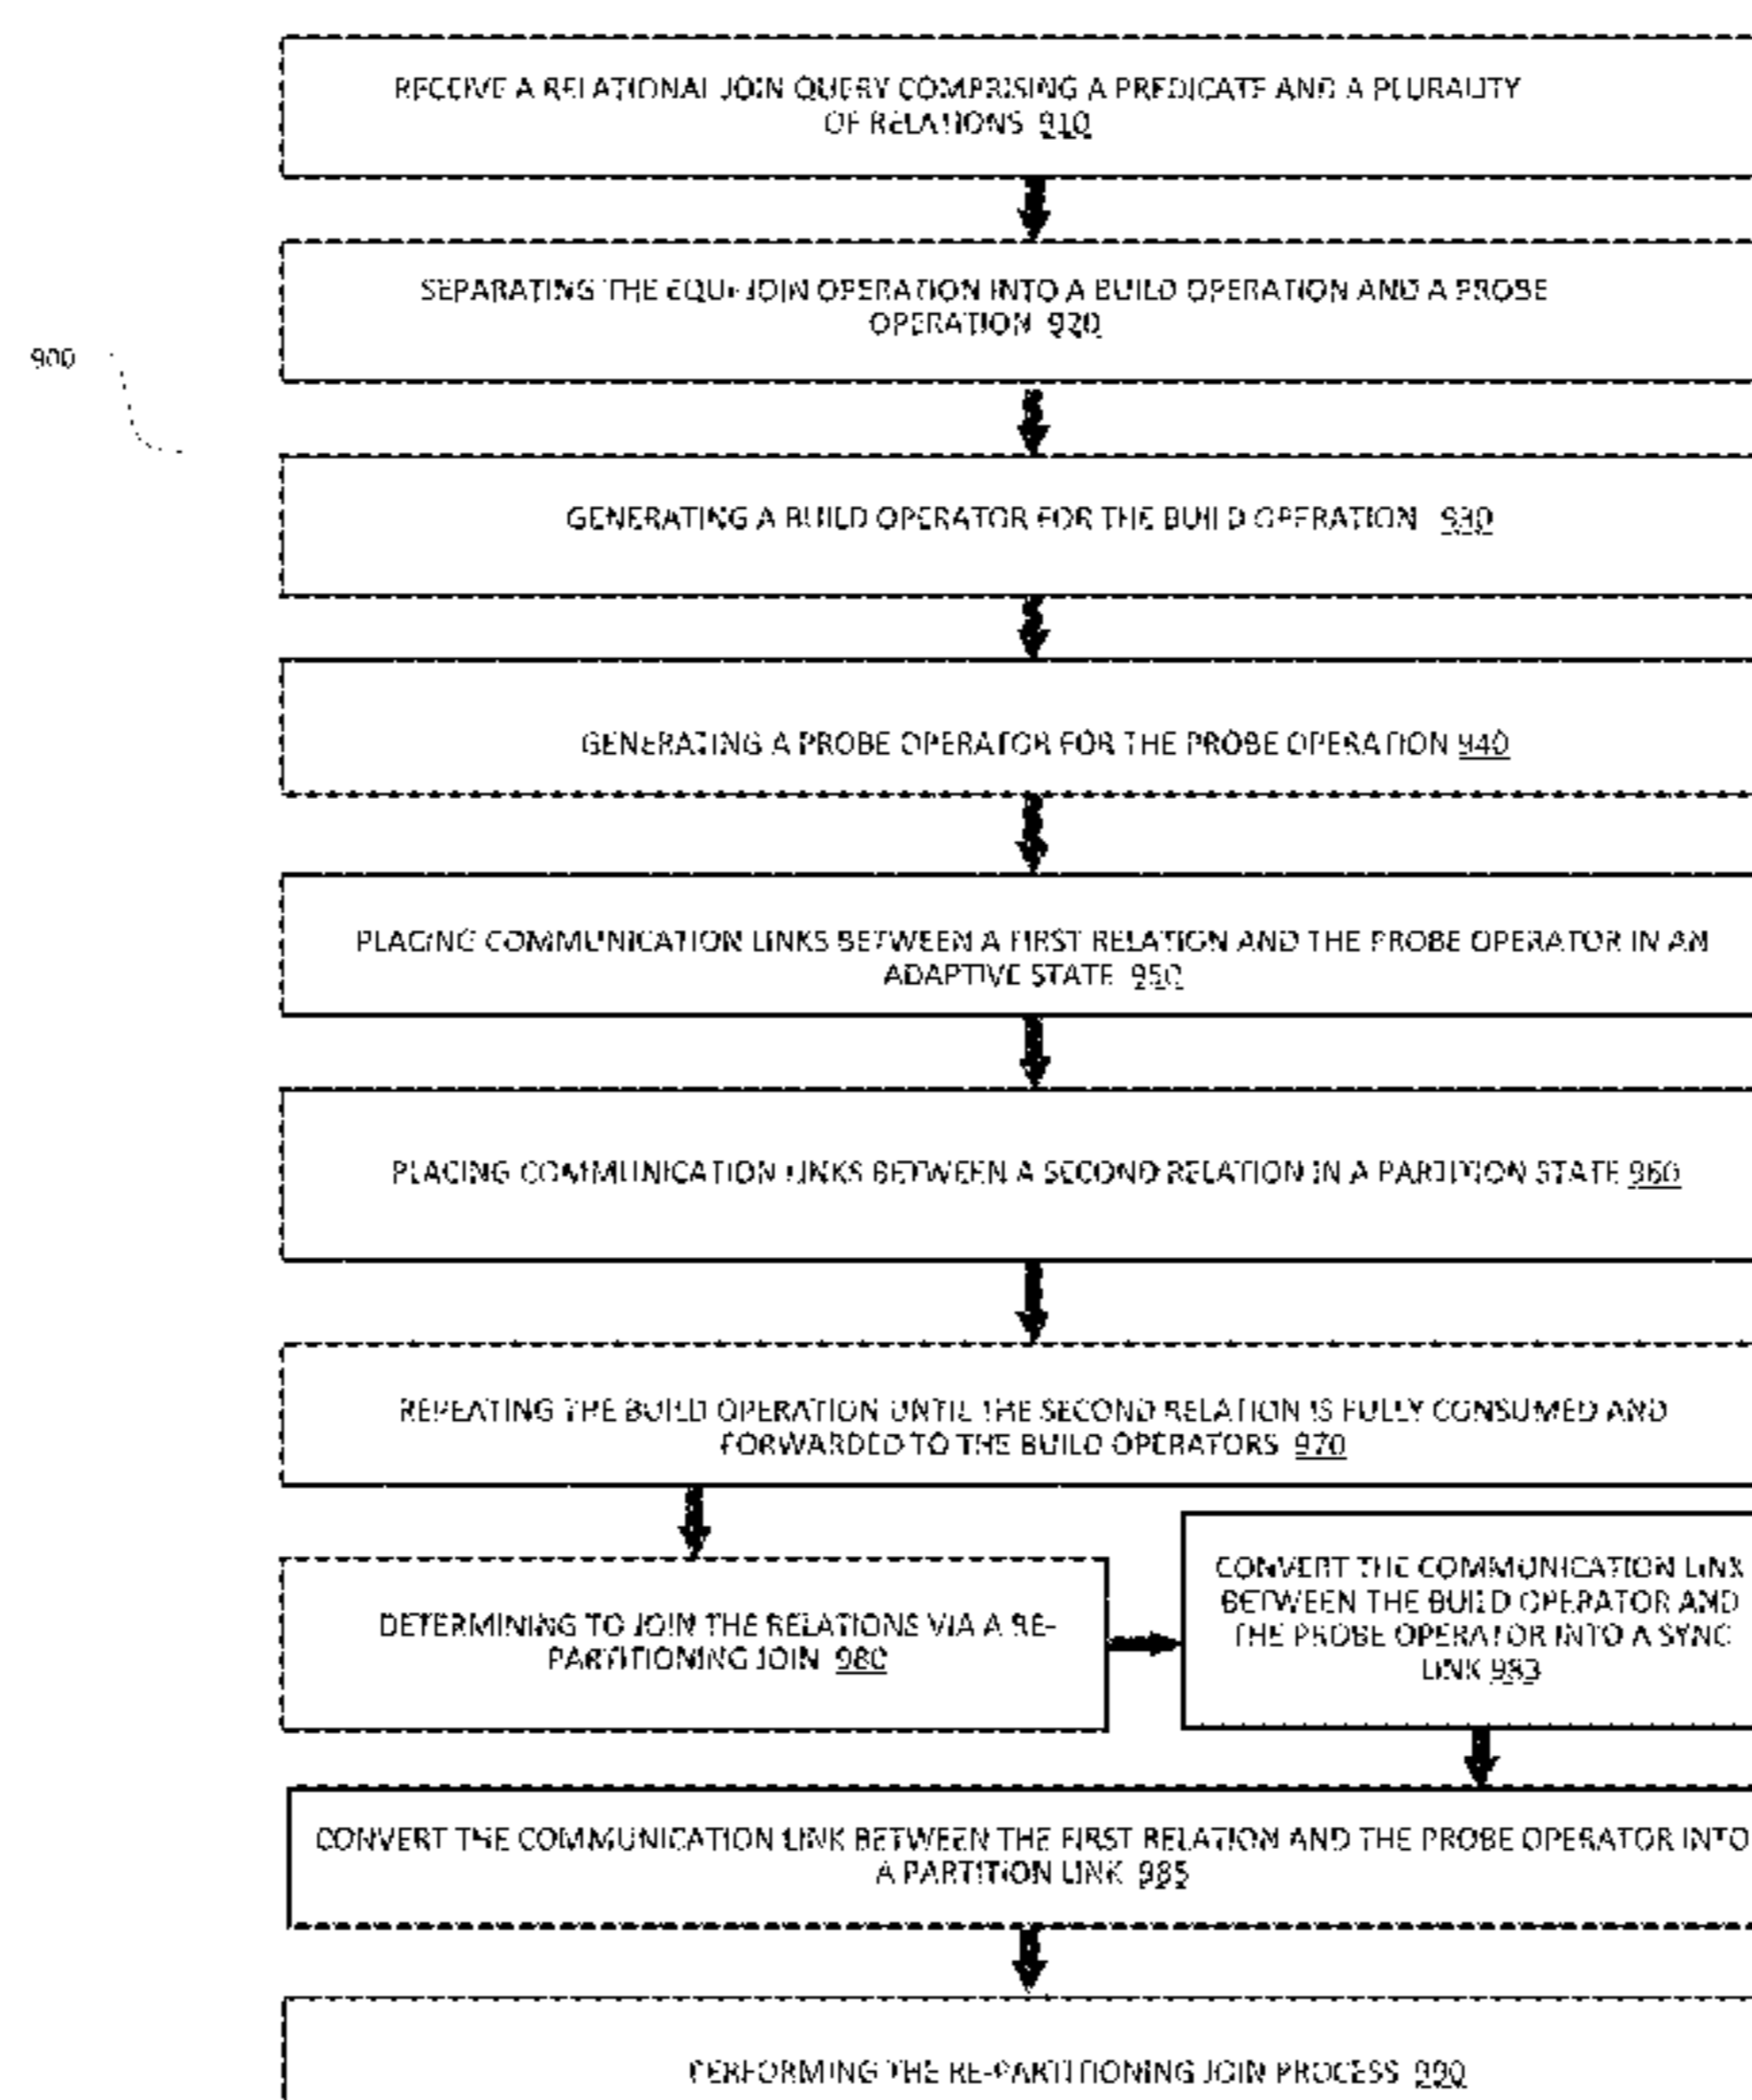 RECEIVE A RELATIONAL JOIN QUERY COMPRISING A PREDICATE AND A PLURALITY
OF RELATIONS 910
SEPARATING THE EQUI-JOIN OPERATION INTO A BUILD OPERATION AND A PROBE
OPERATION 920
900
GENERATING A BUILD OPERATOR FOR THE BUILD OPERATION 930
GENERATING A PROBE OPERATOR FOR THE PROBE OPERATION 940
PLACING COMMUNICATION LINKS BETWEEN A FIRST RELATION AND THE PROBE OPERATOR IN AN
ADAPTIVE STATE 950
PLACING COMMUNICATION LINKS BETWEEN A SECOND RELATION IN A PARTITION STATE 960
REPEATING THE BUILD OPERATION UNTIL THE SECOND RELATION IS FULLY CONSUMED AND
FORWARDED TO THE BUILD OPERATORS 970
DETERMINING TO JOIN THE RELATIONS VIA A RE-
PARTITIONING JOIN 980
CONVERT THE COMMUNICATION LINK
BETWEEN THE BUILD OPERATOR AND
THE PROBE OPERATOR INTO A SYNC
LINK 983
CONVERT THE COMMUNICATION LINK BETWEEN THE FIRST RELATION AND THE PROBE OPERATOR INTO
A PARTITION LINK 985
PERFORMING THE RE-PARTITIONING JOIN PROCESS 990